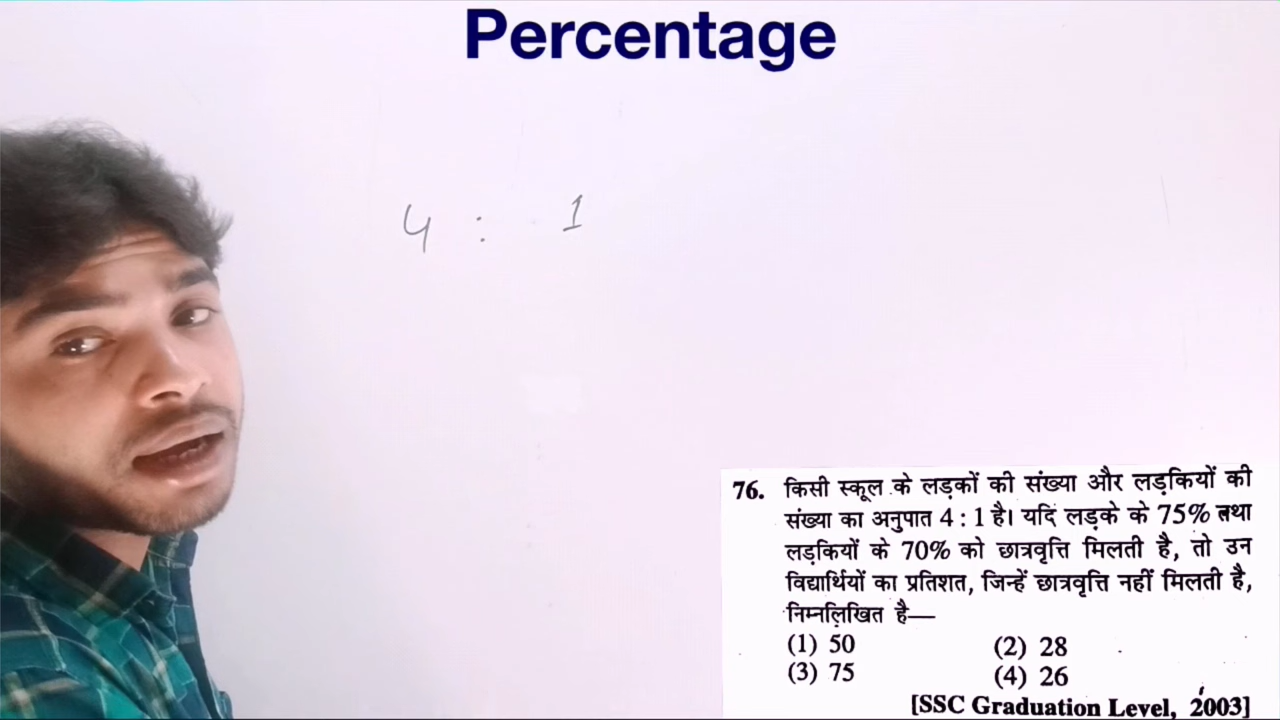 Percentage
4 : 1
76. किसी स्कूल के लड़कों की संख्या और लड़कियों की
संख्या का अनुपात 4 : 1 है। यदि लड़के के 75% तथा
लड़कियों के 70% को छात्रवृत्ति मिलती है, तो उन
विद्यार्थियों का प्रतिशत, जिन्हें छात्रवृत्ति नहीं मिलती है,
निम्नलिखित है—
(1) 50 (2) 28
(3) 75 (4) 26
[SSC Graduation Level, 2003]